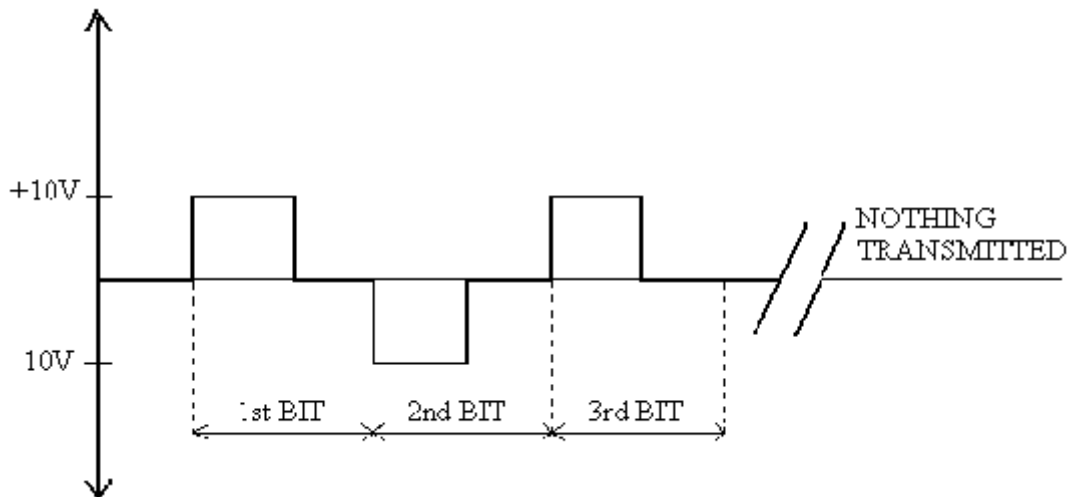 +10V
NOTHING
TRANSMITTED
10V
1st BIT
2nd BIT
3rd BIT